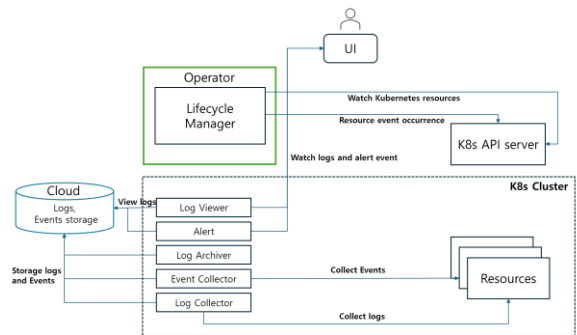 UI
Operator
Lifecycle
Manager
Watch Kubernetes resources
Resource event occurrence
K8s API server
Watch logs and alert event
Cloud
Logs,
Events storage
View logs
K8s Cluster
Log Viewer
Alert
Log Archiver
Event Collector
Log Collector
Storage logs
and Events
Collect Events
Resources
Collect logs